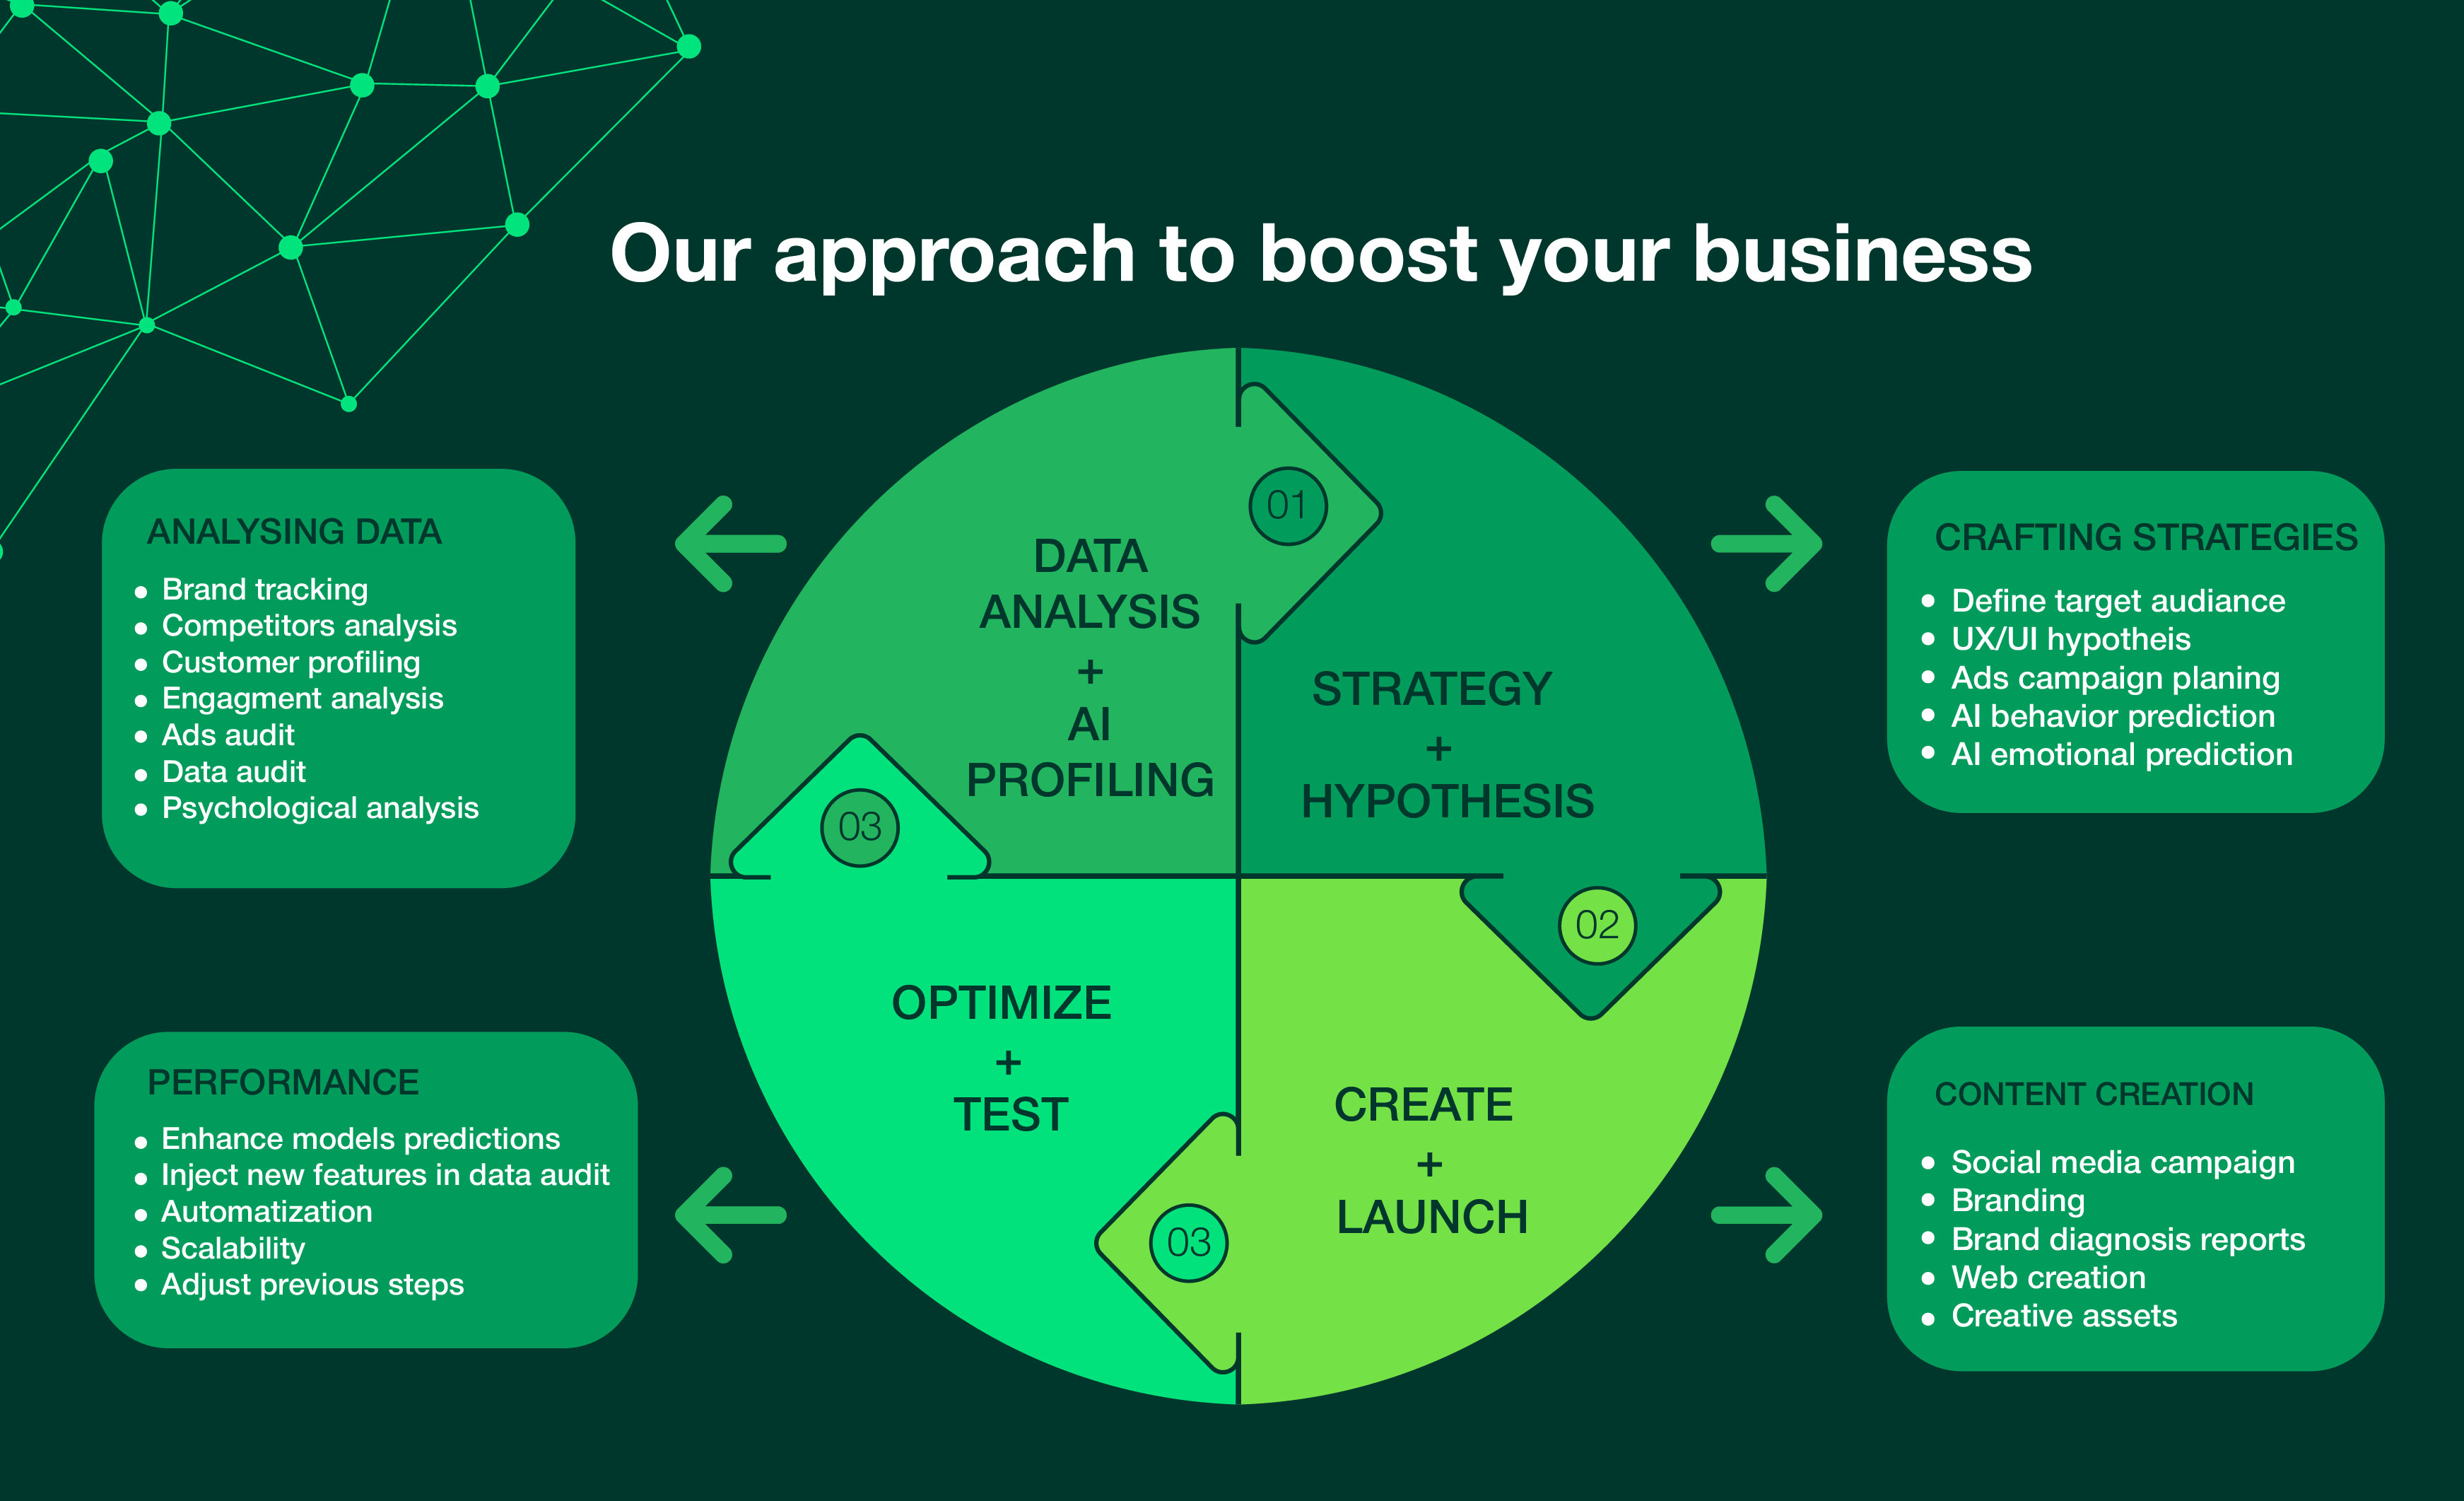 Our approach to boost your business
ANALYSING DATA
Brand tracking
Competitors analysis
Customer profiling
Engagment analysis
Ads audit
Data audit
Psychological analysis
DATA
ANALYSIS
+
AI
PROFILING
01
STRATEGY
+
HYPOTHESIS
CRAFTING STRATEGIES
Define target audiance
UX/UI hypotheis
Ads campaign planing
AI behavior prediction
AI emotional prediction
03
02
PERFORMANCE
Enhance models predictions
Inject new features in data audit
Automatization
Scalability
Adjust previous steps
OPTIMIZE
+
TEST
03
CREATE
+
LAUNCH
CONTENT CREATION
Social media campaign
Branding
Brand diagnosis reports
Web creation
Creative assets